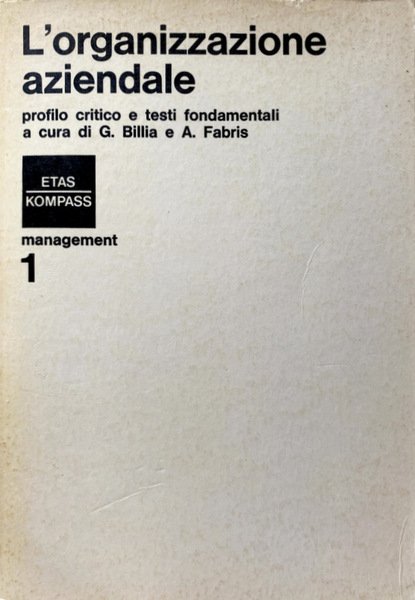 L'organizzazione
aziendale
profilo critico e testi fondamentali
a cura di G. Billia e A. Fabris
ETAS
KOMPASS
management
1